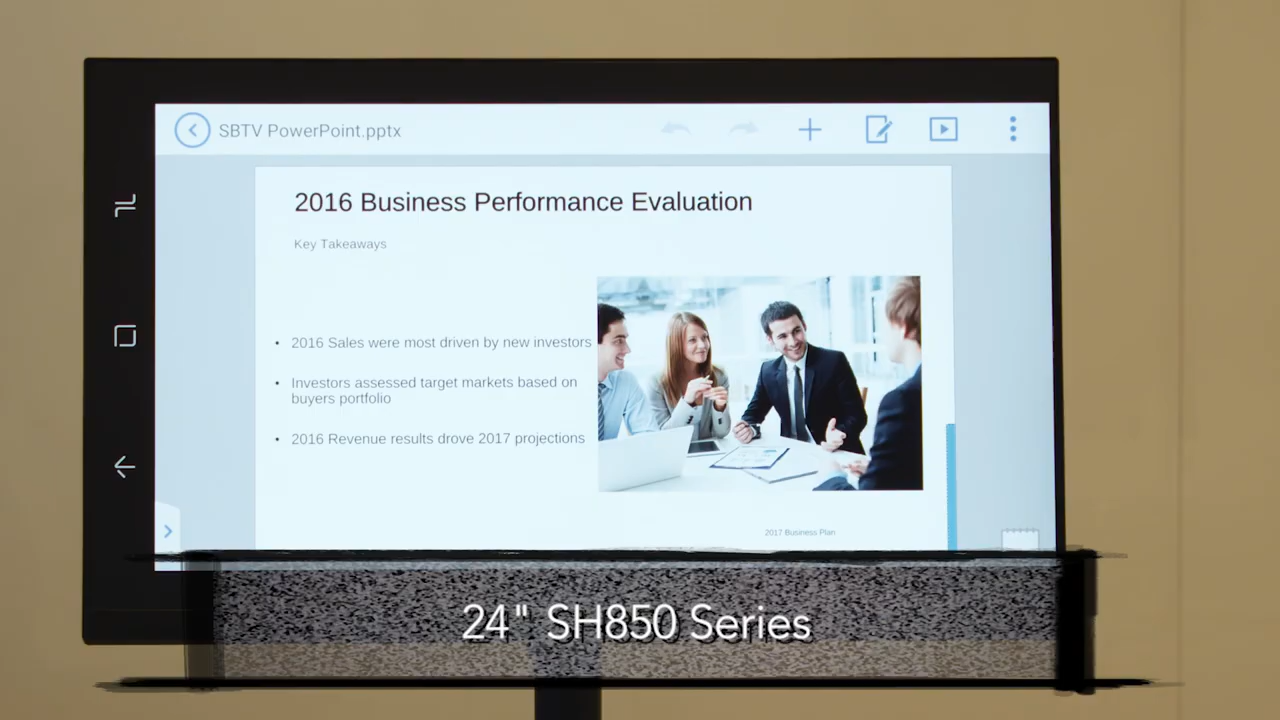 SBTV PowerPoint.pptx
2016 Business Performance Evaluation
Key Takeaways
• 2016 Sales were most driven by new investors
• Investors assessed target markets based on
buyers portfolio
• 2016 Revenue results drove 2017 projections
2017 Business Plan
24" SH850 Series